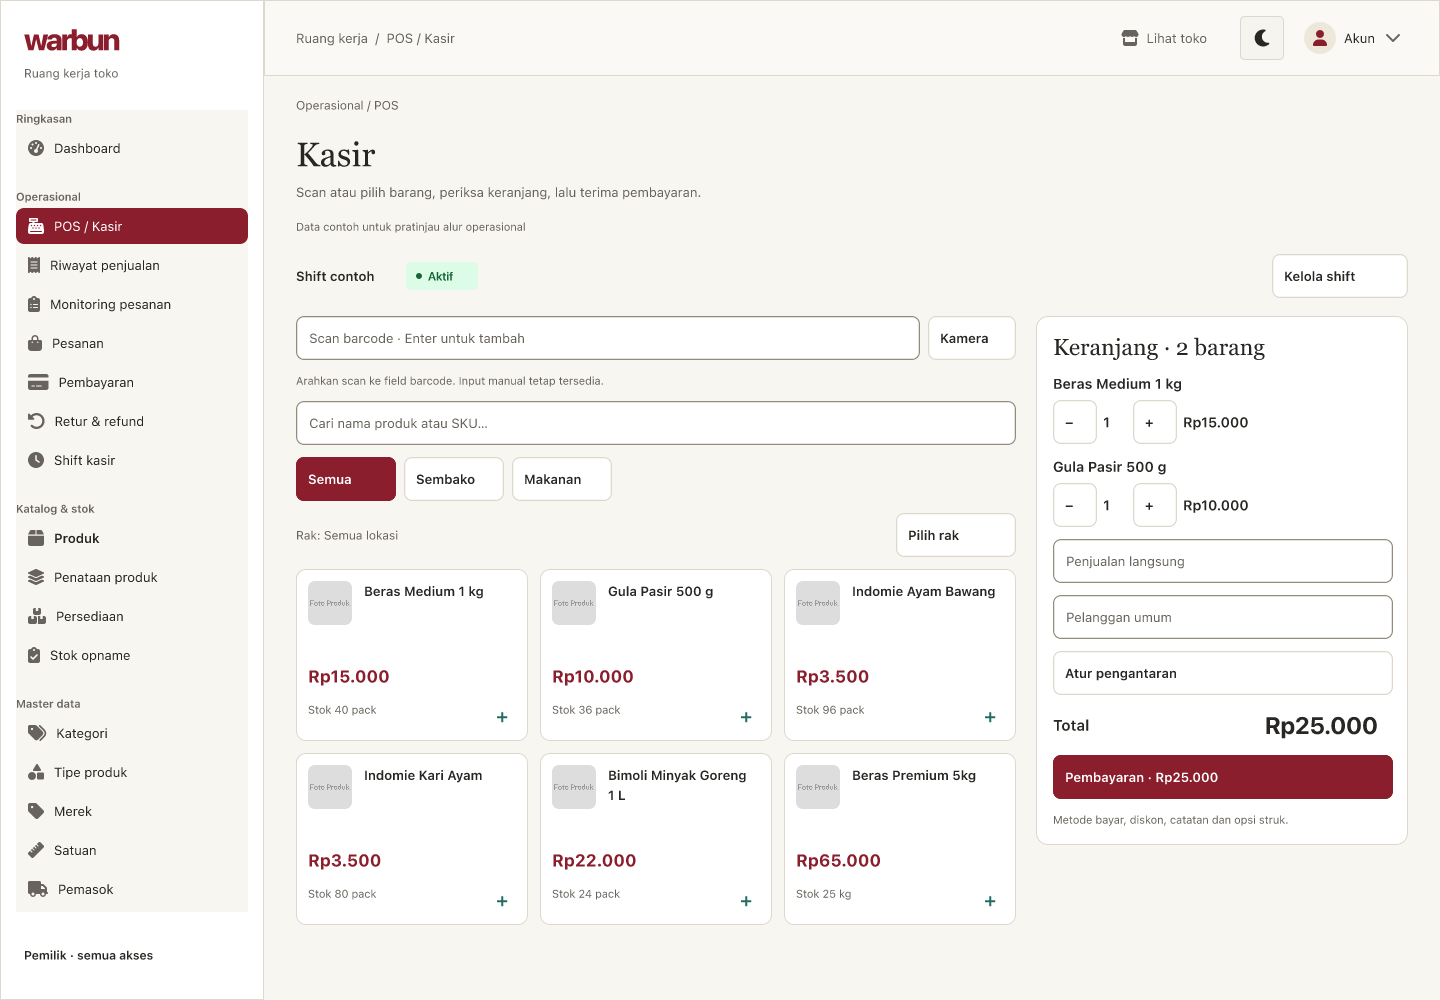 warbun
Ruang kerja toko
Ringkasan
Dashboard
Operasional
POS / Kasir
Riwayat penjualan
Monitoring pesanan
Pesanan
Pembayaran
Retur & refund
Shift kasir
Katalog & stok
Produk
Penataan produk
Persediaan
Stok opname
Master data
Kategori
Tipe produk
Merek
Satuan
Pemasok
Pemilik · semua akses
Ruang kerja / POS / Kasir
Lihat toko
Akun
Operasional / POS
Kasir
Scan atau pilih barang, periksa keranjang, lalu terima pembayaran.
Data contoh untuk pratinjau alur operasional
Shift contoh
Aktif
Kelola shift
Scan barcode · Enter untuk tambah
Kamera
Arahkan scan ke field barcode. Input manual tetap tersedia.
Cari nama produk atau SKU...
Semua
Sembako
Makanan
Rak: Semua lokasi
Pilih rak
Foto Produk
Beras Medium 1 kg
Rp15.000
Stok 40 pack
+
Foto Produk
Gula Pasir 500 g
Rp10.000
Stok 36 pack
+
Foto Produk
Indomie Ayam Bawang
Rp3.500
Stok 96 pack
+
Foto Produk
Indomie Kari Ayam
Rp3.500
Stok 80 pack
+
Foto Produk
Bimoli Minyak Goreng
1 L
Rp22.000
Stok 24 pack
+
Foto Produk
Beras Premium 5kg
Rp65.000
Stok 25 kg
+
Keranjang · 2 barang
Beras Medium 1 kg
− 1 + Rp15.000
Gula Pasir 500 g
− 1 + Rp10.000
Penjualan langsung
Pelanggan umum
Atur pengantaran
Total Rp25.000
Pembayaran · Rp25.000
Metode bayar, diskon, catatan dan opsi struk.